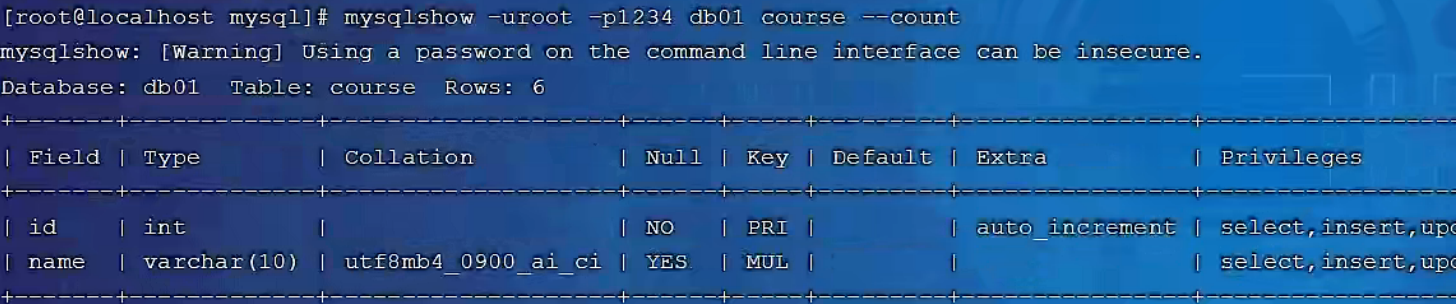 [root@localhost mysql]# mysqlshow -uroot -p1234 db01 course --count
mysqlshow: [Warning] Using a password on the command line interface can be insecure.
Database: db01  Table: course  Rows: 6
+-------+-------------+--------------------+------+-----+---------+----------------+-----------------
| Field | Type        | Collation          | Null | Key | Default | Extra          | Privileges
+-------+-------------+--------------------+------+-----+---------+----------------+-----------------
| id    | int         |                    | NO   | PRI |         | auto_increment | select,insert,upd
| name  | varchar(10) | utf8mb4_0900_ai_ci | YES  | MUL |         |                | select,insert,upd
+-------+-------------+--------------------+------+-----+---------+----------------+-----------------